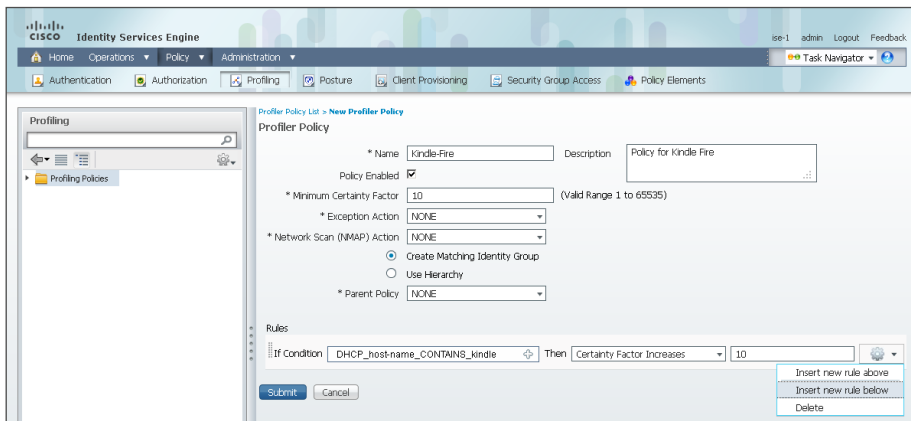 CISCO Identity Services Engine
ise-1 admin Logout Feedback
Home Operations ▼ Policy ▼ Administration ▼
Task Navigator ▼
Authentication Authorization Profiling Posture Client Provisioning Security Group Access Policy Elements
Profiling
Profiling Policies
Profiler Policy List > New Profiler Policy
Profiler Policy
* Name Kindle-Fire Description Policy for Kindle Fire
Policy Enabled
* Minimum Certainty Factor 10 (Valid Range 1 to 65535)
* Exception Action NONE
* Network Scan (NMAP) Action NONE
Create Matching Identity Group
Use Hierarchy
* Parent Policy NONE
Rules
If Condition DHCP_host-name_CONTAINS_kindle Then Certainty Factor Increases 10
Insert new rule above
Insert new rule below
Delete
Submit Cancel